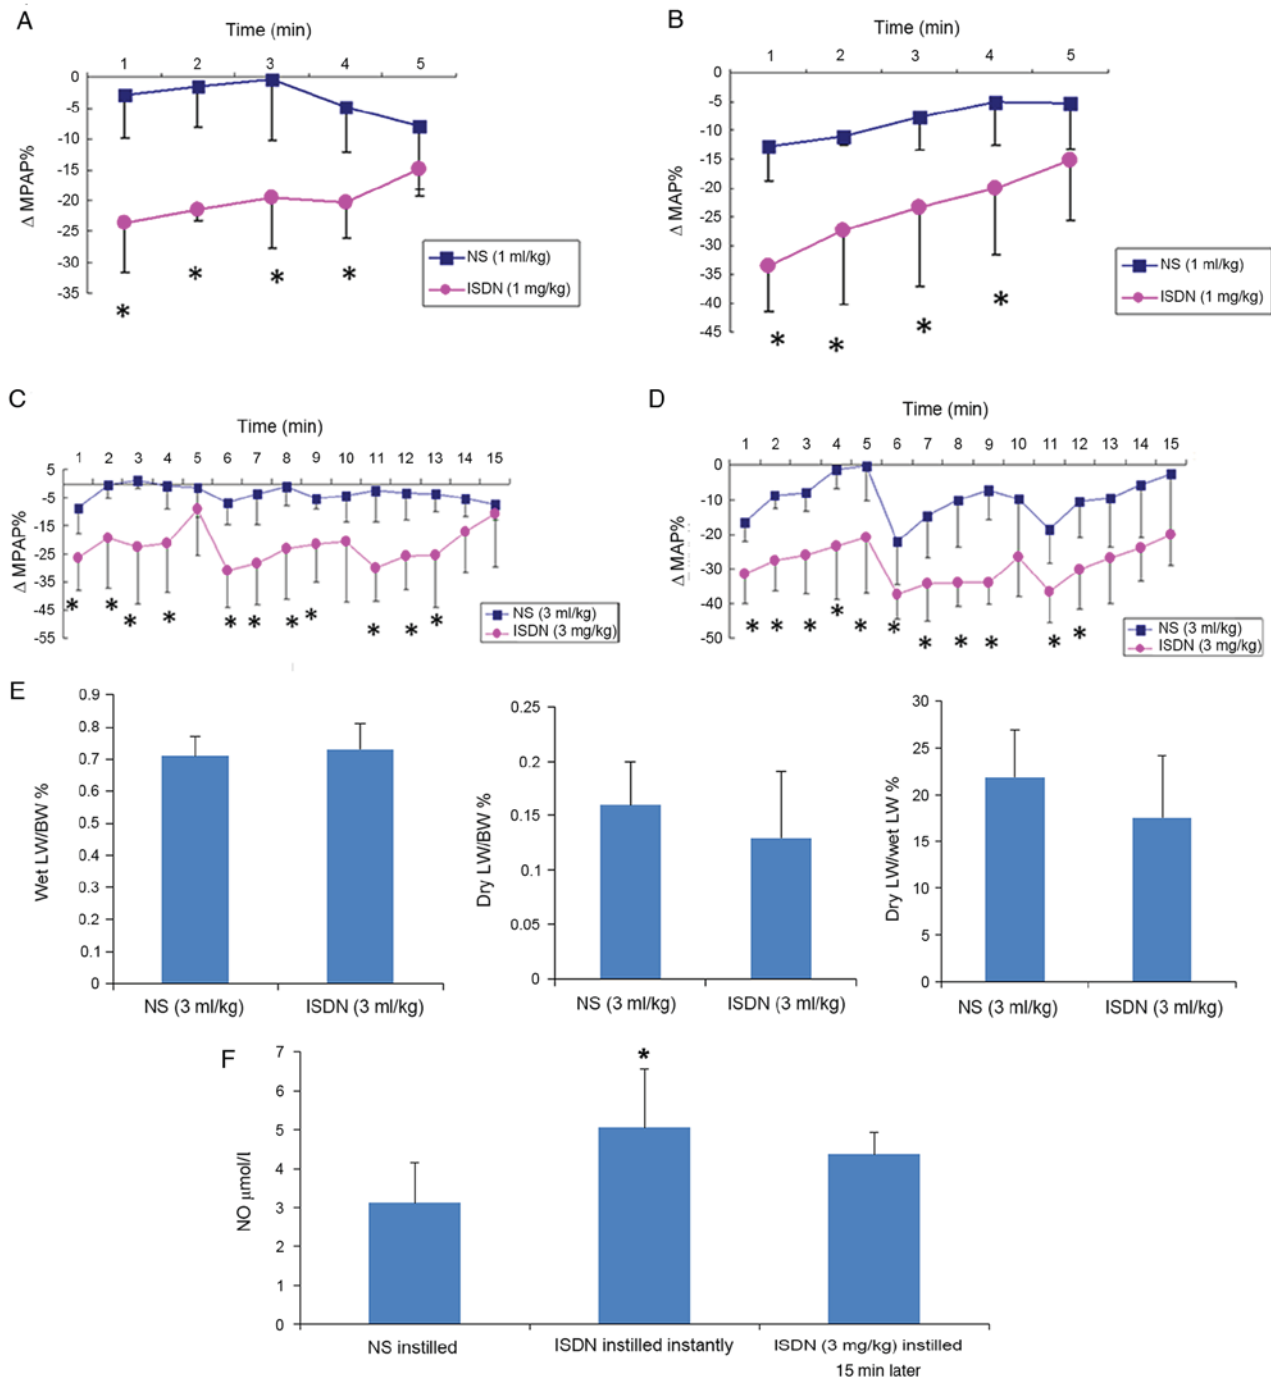 A
Time (min)
1 2 3 4 5
0
-5
-10
-15
-20
-25
-30
-35
Δ MPAP%
NS (1 ml/kg)
ISDN (1 mg/kg)
* * * *
B
Time (min)
1 2 3 4 5
0
-5
-10
-15
-20
-25
-30
-35
-40
-45
Δ MAP%
NS (1 ml/kg)
ISDN (1 mg/kg)
* * * *
C
Time (min)
1 2 3 4 5 6 7 8 9 10 11 12 13 14 15
5
-5
-15
-25
-35
-45
-55
Δ MPAP%
NS (3 ml/kg)
ISDN (3 mg/kg)
* * * * * * * * * * *
D
Time (min)
1 2 3 4 5 6 7 8 9 10 11 12 13 14 15
0
-10
-20
-30
-40
-50
Δ MAP%
NS (3 ml/kg)
ISDN (3 mg/kg)
* * * * * * * * * * *
E
0.9
0.8
0.7
0.6
0.5
0.4
0.3
0.2
0.1
0
Wet LW/BW %
NS (3 ml/kg) ISDN (3 ml/kg)
0.25
0.2
0.15
0.1
0.05
0
Dry LW/BW %
NS (3 ml/kg) ISDN (3 ml/kg)
30
25
20
15
10
5
0
Dry LW/wet LW %
NS (3 ml/kg) ISDN (3 ml/kg)
F
7
6
5
4
3
2
1
0
NO μmol/l
*
NS instilled
ISDN instilled instantly
ISDN (3 mg/kg) instilled
15 min later